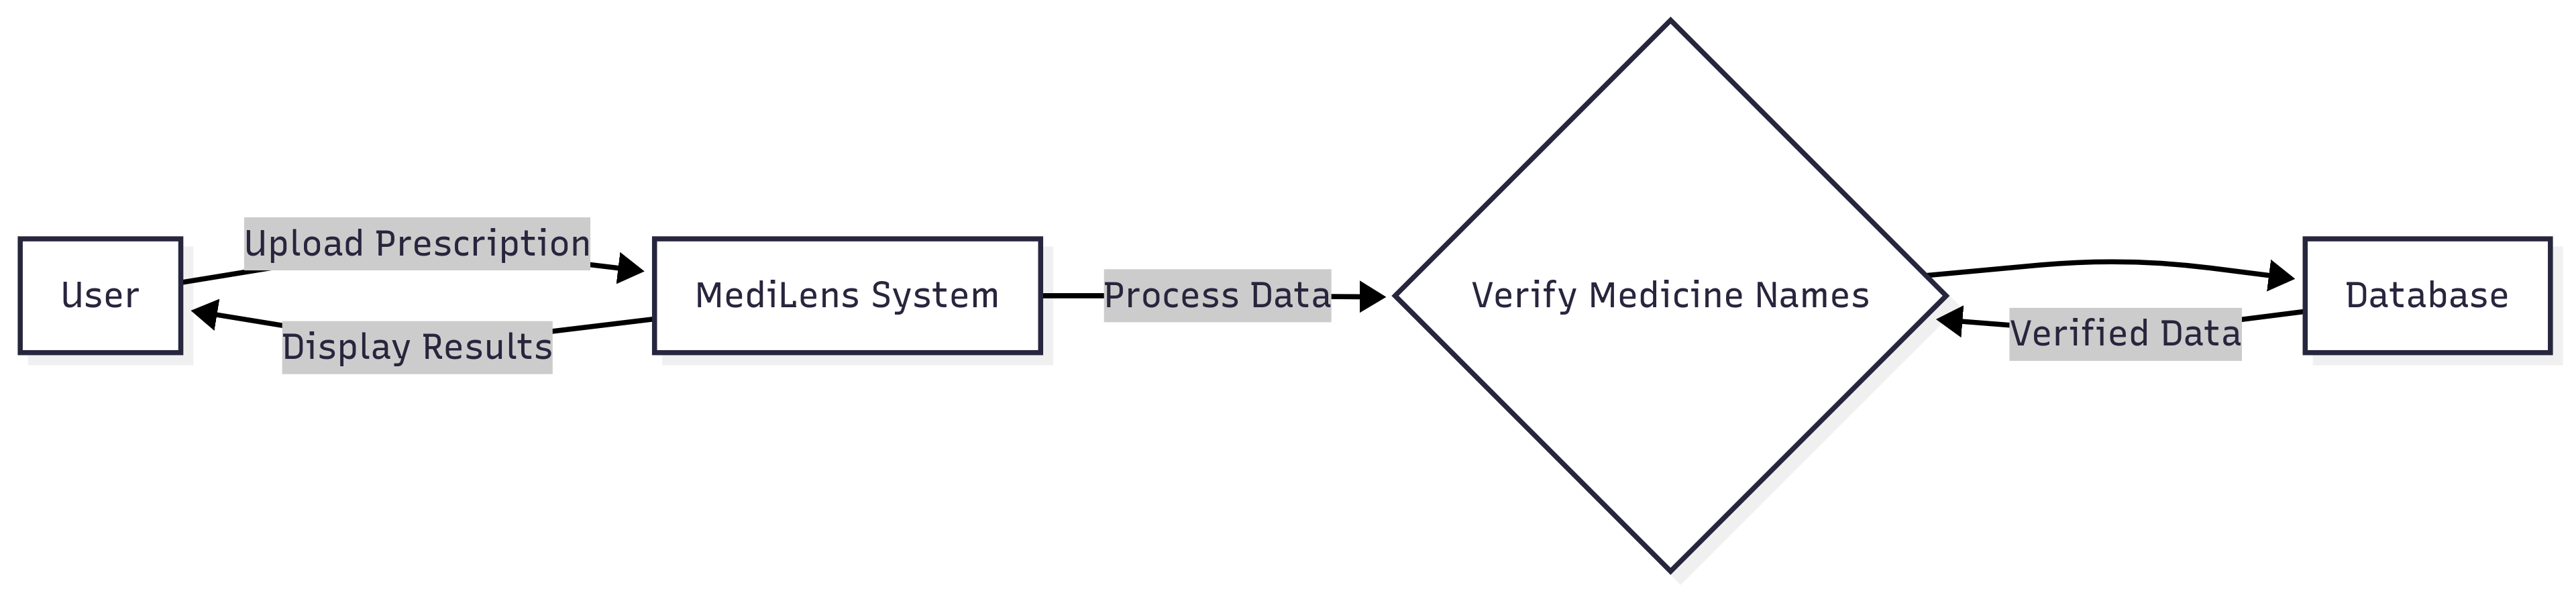 User
Upload Prescription
Display Results
MediLens System
Process Data
Verify Medicine Names
Verified Data
Database